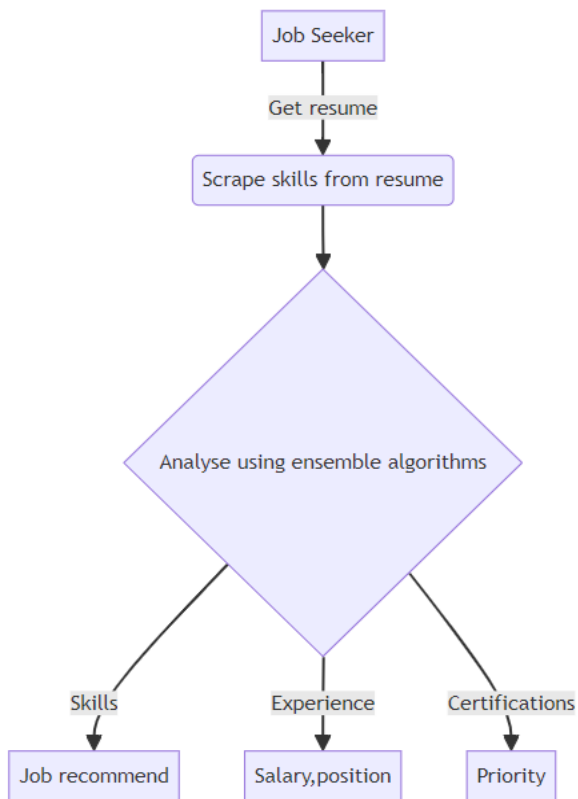 Job Seeker
Get resume
Scrape skills from resume
Analyse using ensemble algorithms
Skills
Experience
Certifications
Job recommend
Salary,position
Priority